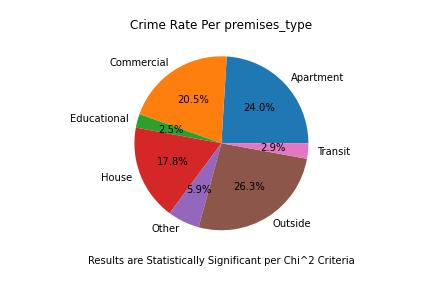 Crime Rate Per premises_type
Commercial
Apartment
20.5%
24.0%
Educational
2.5%
2.9%
Transit
House
17.8%
5.9%
26.3%
Other
Outside
Results are Statistically Significant per Chi^2 Criteria